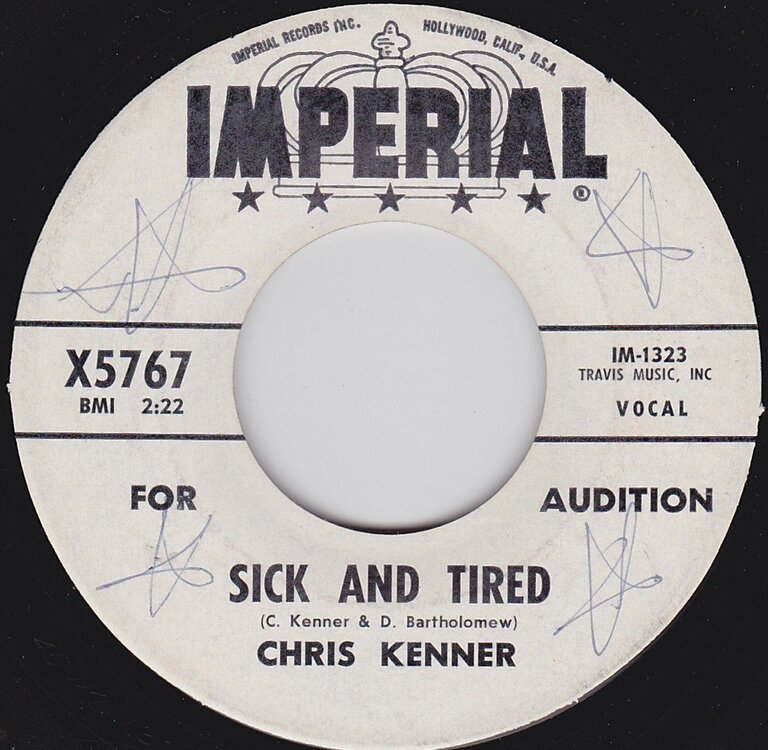 IMPERIAL RECORDS INC. HOLLYWOOD, CALIF., U.S.A.
IMPERIAL
®
X5767
BMI 2:22
IM-1323
TRAVIS MUSIC, INC
VOCAL
FOR AUDITION
SICK AND TIRED
(C. Kenner & D. Bartholomew)
CHRIS KENNER